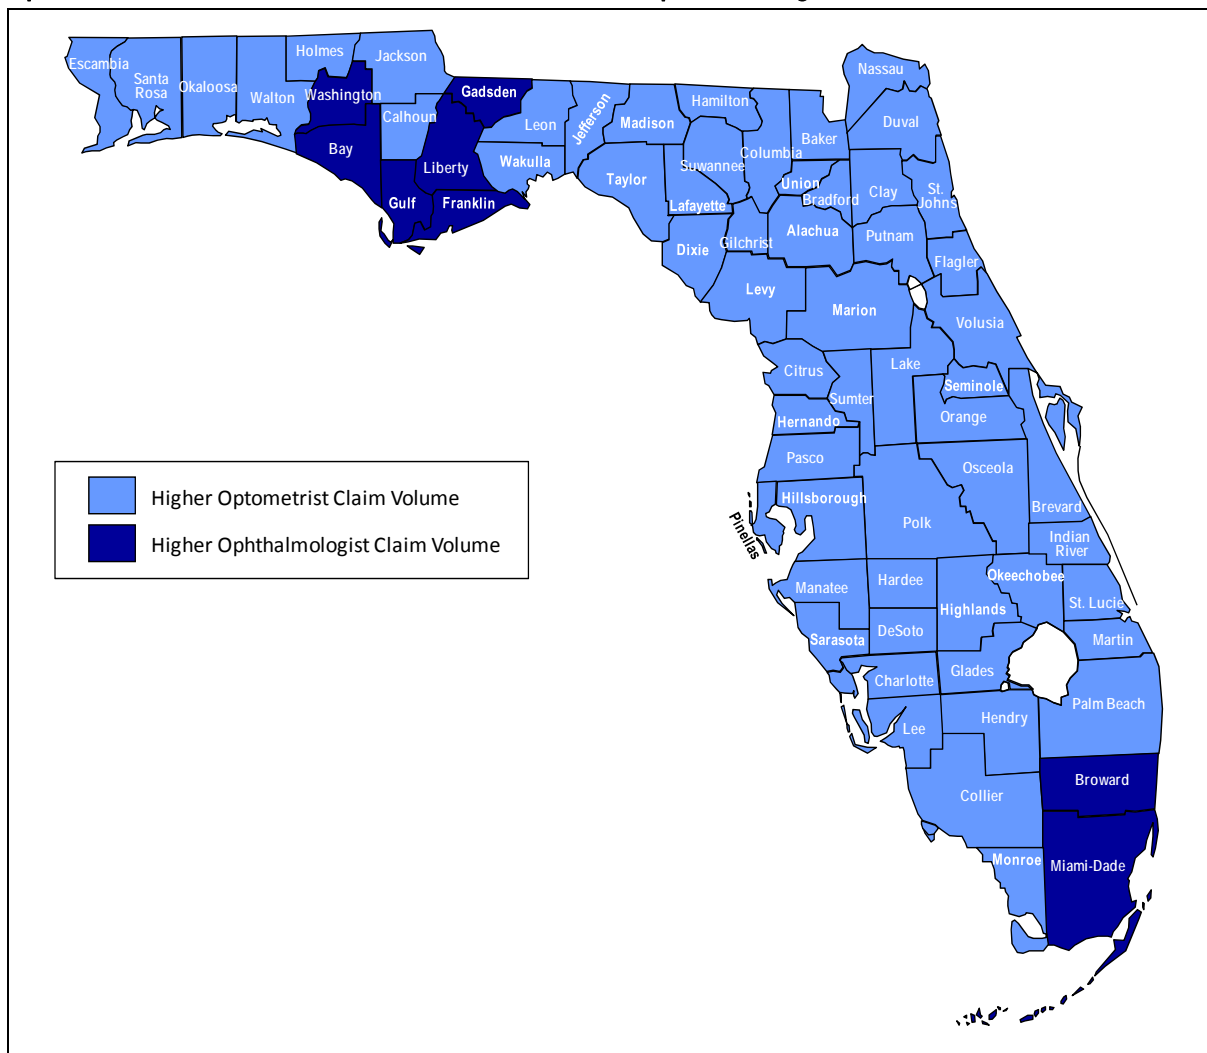 Escambia
Santa
Rosa
Okaloosa
Walton
Holmes
Washington
Jackson
Bay
Calhoun
Gulf
Liberty
Gadsden
Franklin
Leon
Wakulla
Jefferson
Madison
Taylor
Hamilton
Suwannee
Lafayette
Dixie
Columbia
Gilchrist
Baker
Union
Bradford
Alachua
Levy
Nassau
Duval
Clay
St.
Johns
Putnam
Flagler
Marion
Volusia
Citrus
Sumter
Lake
Seminole
Orange
Hernando
Pasco
Osceola
Brevard
Higher Optometrist Claim Volume
Higher Ophthalmologist Claim Volume
Pinellas
Hillsborough
Polk
Indian
River
Manatee
Hardee
Okeechobee
Highlands
St. Lucie
Sarasota
DeSoto
Martin
Charlotte
Glades
Palm Beach
Lee
Hendry
Collier
Broward
Monroe
Miami-Dade